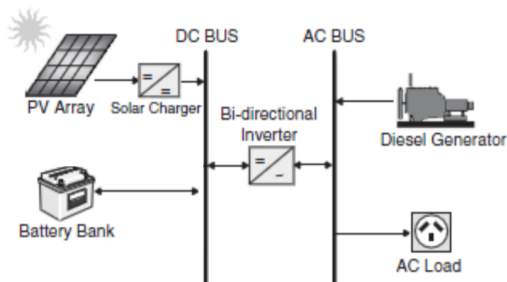 DC BUS
AC BUS
PV Array
Solar Charger
Bi-directional
Inverter
Diesel Generator
Battery Bank
AC Load